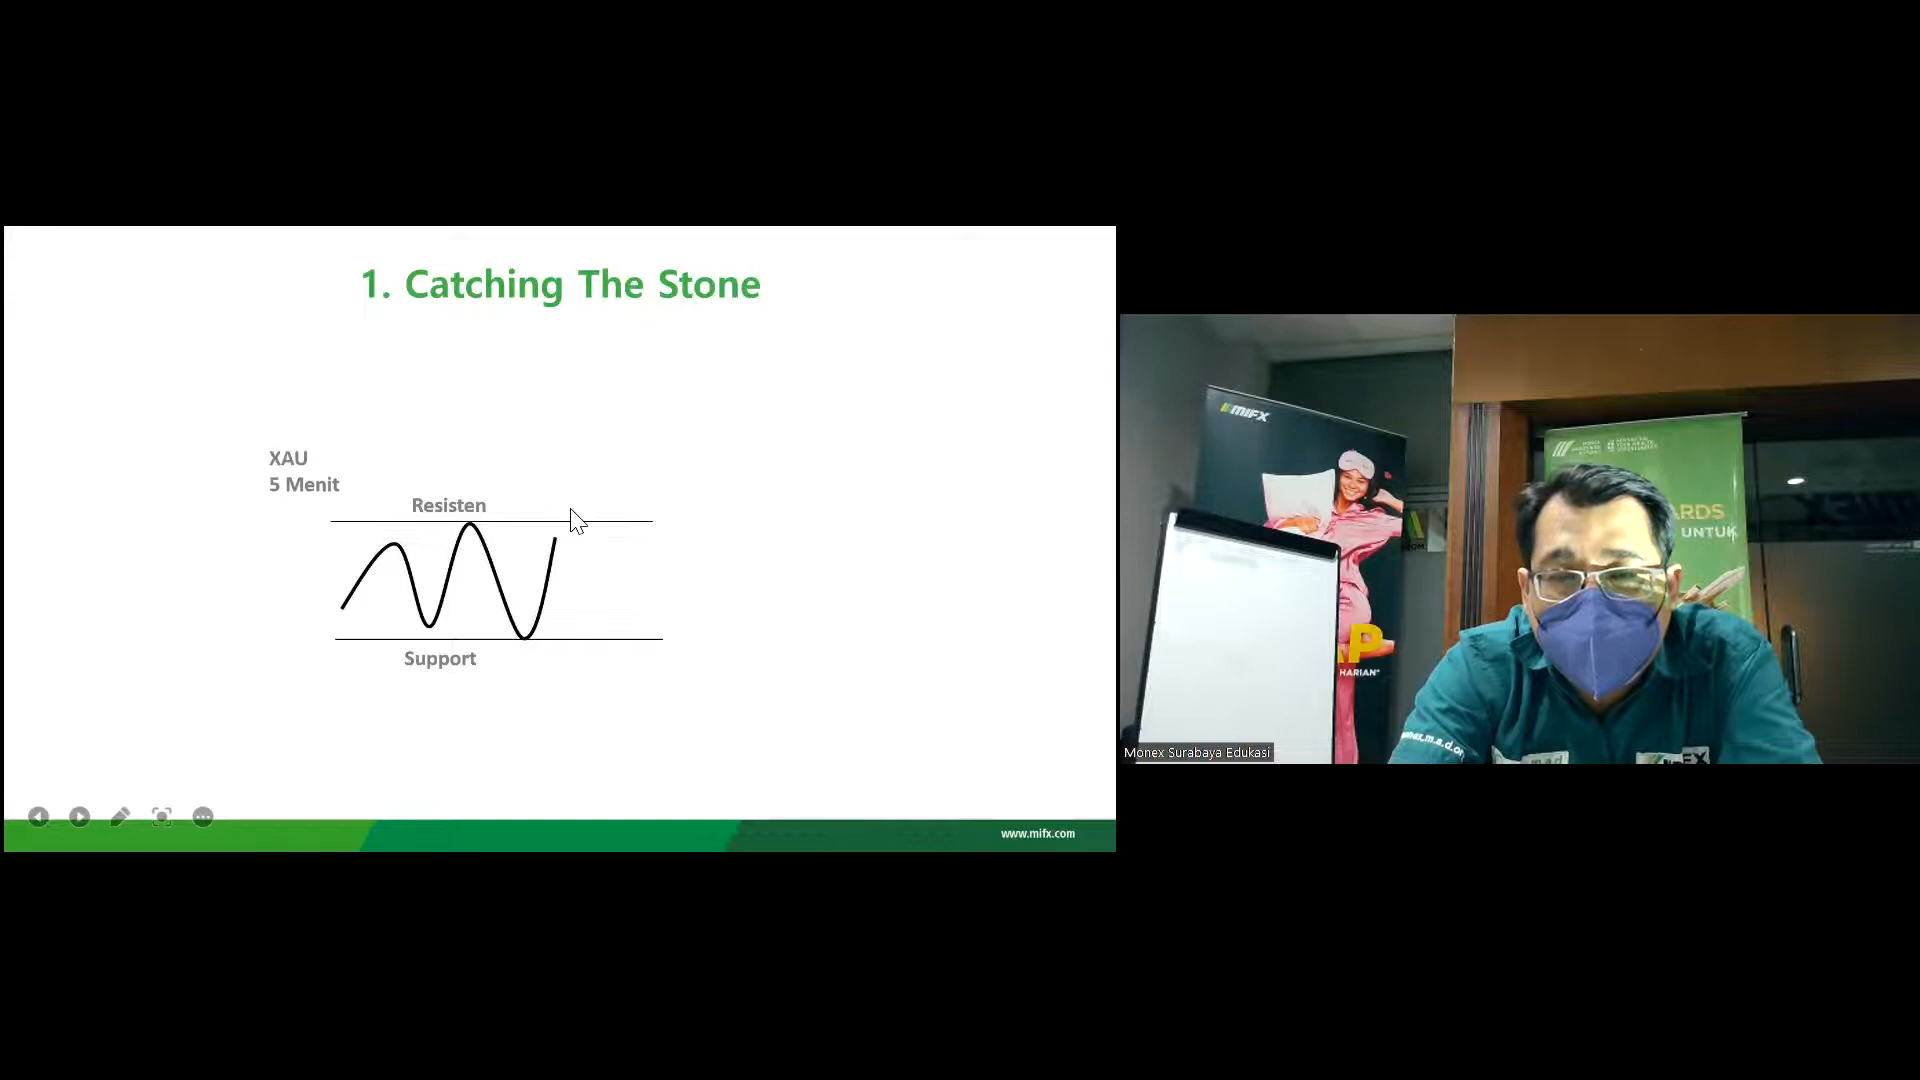 1. Catching The Stone
XAU
5 Menit
Resisten
Support
www.mifx.com
MIFX
ARDS
UNTUK
AP
HARIAN*
Monex Surabaya Edukasi